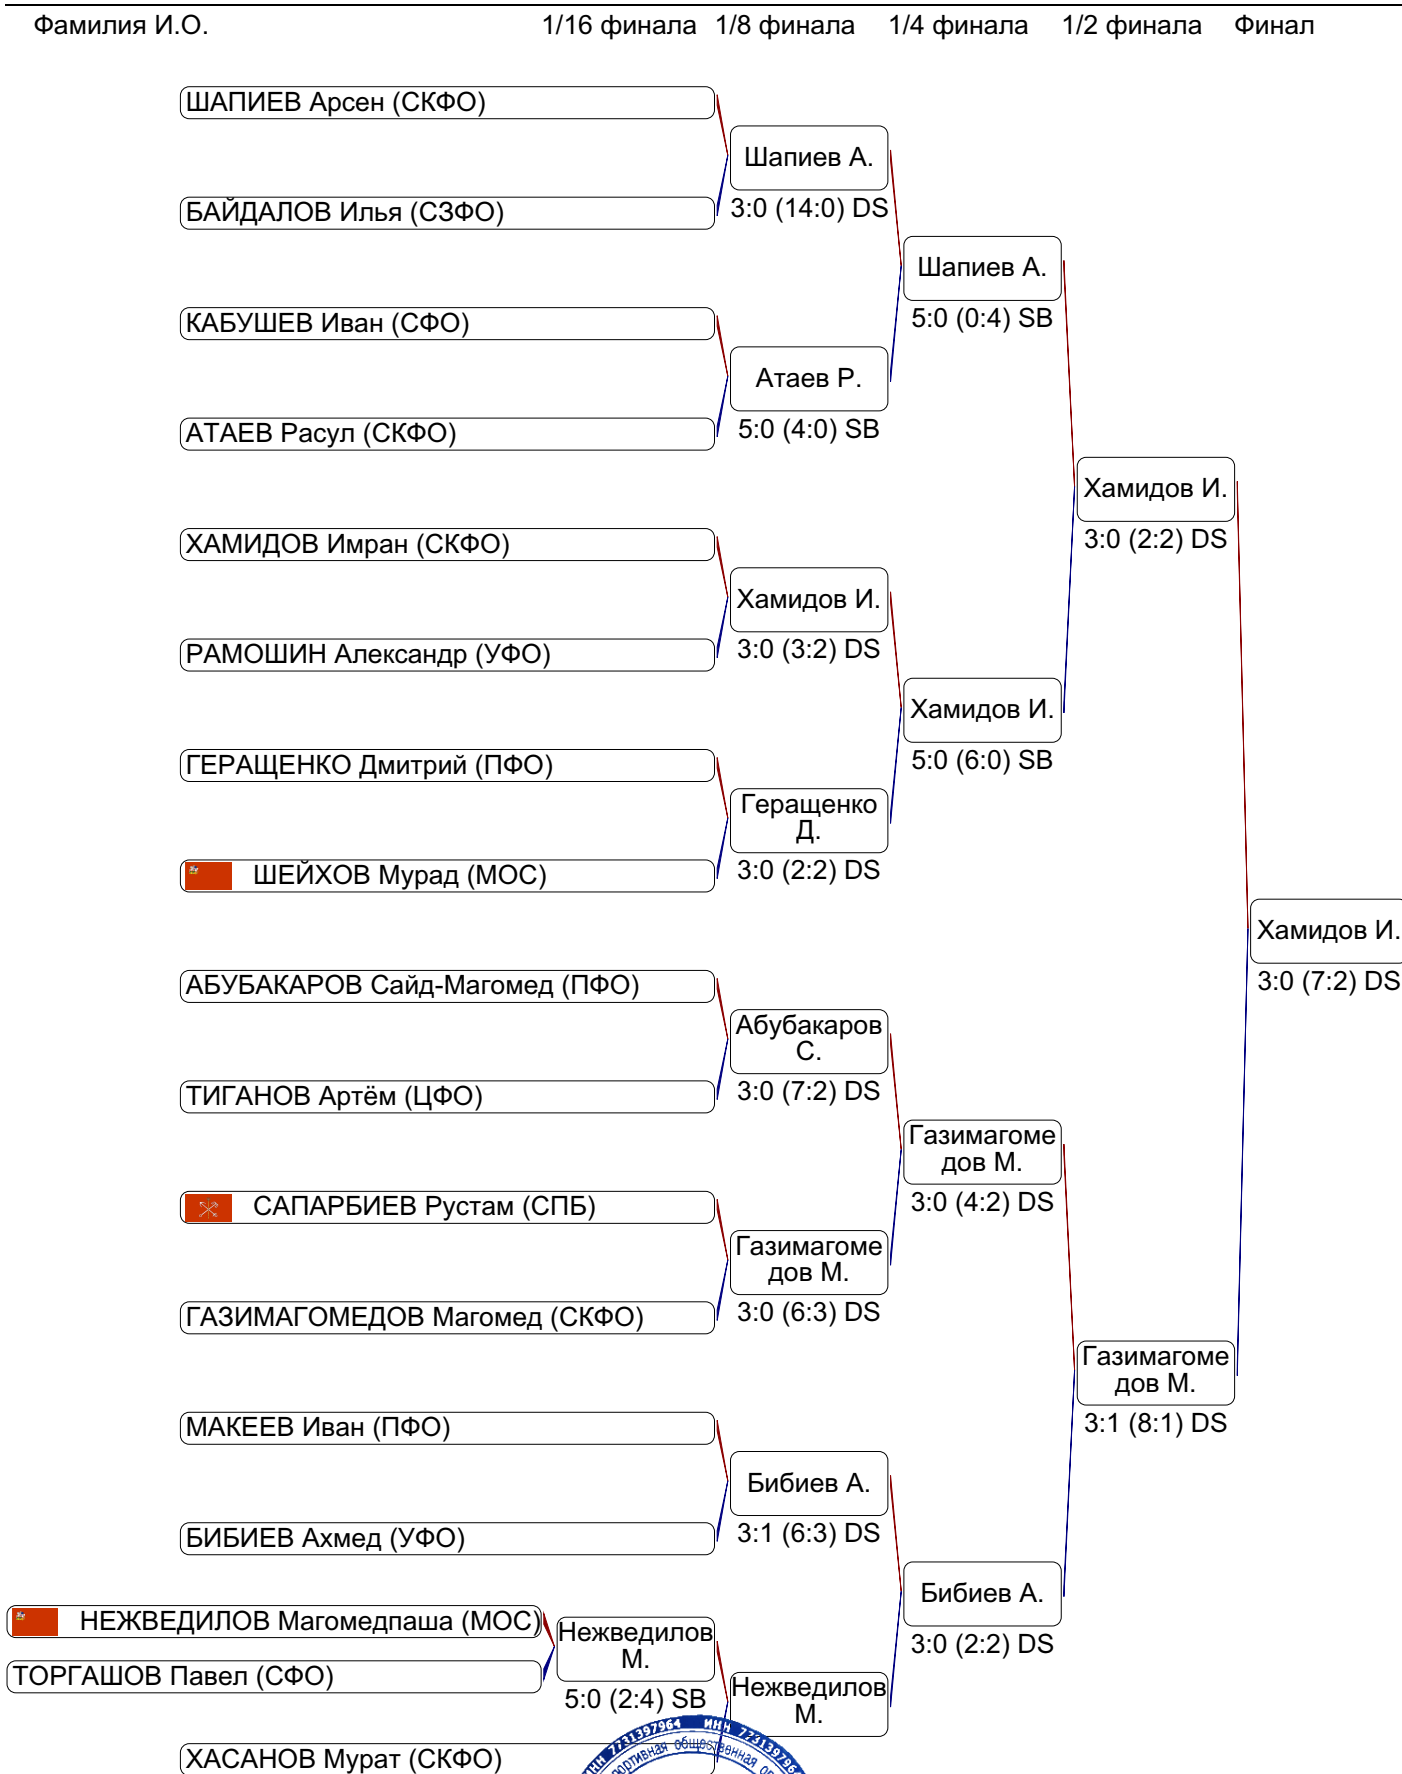 Фамилия И.О. 1/16 финала 1/8 финала 1/4 финала 1/2 финала Финал
ШАПИЕВ Арсен (СКФО)
Шапиев А.
3:0 (14:0) DS
БАЙДАЛОВ Илья (СЗФО)
Шапиев А.
5:0 (0:4) SB
КАБУШЕВ Иван (СФО)
Атаев Р.
5:0 (4:0) SB
АТАЕВ Расул (СКФО)
Хамидов И.
3:0 (2:2) DS
ХАМИДОВ Имран (СКФО)
Хамидов И.
3:0 (3:2) DS
РАМОШИН Александр (УФО)
Хамидов И.
5:0 (6:0) SB
ГЕРАЩЕНКО Дмитрий (ПФО)
Геращенко
Д.
3:0 (2:2) DS
ШЕЙХОВ Мурад (МОС)
Хамидов И.
3:0 (7:2) DS
АБУБАКАРОВ Сайд-Магомед (ПФО)
Абубакаров
С.
3:0 (7:2) DS
ТИГАНОВ Артём (ЦФО)
Газимагоме
дов М.
3:0 (4:2) DS
САПАРБИЕВ Рустам (СПБ)
Газимагоме
дов М.
3:0 (6:3) DS
ГАЗИМАГОМЕДОВ Магомед (СКФО)
Газимагоме
дов М.
3:1 (8:1) DS
МАКЕЕВ Иван (ПФО)
Бибиев А.
3:1 (6:3) DS
БИБИЕВ Ахмед (УФО)
Бибиев А.
3:0 (2:2) DS
НЕЖВЕДИЛОВ Магомедпаша (МОС)
Нежведилов
М.
5:0 (2:4) SB
ТОРГАШОВ Павел (СФО)
Нежведилов
М.
ХАСАНОВ Мурат (СКФО)
ИНН 7731397964 ИНН
общественная